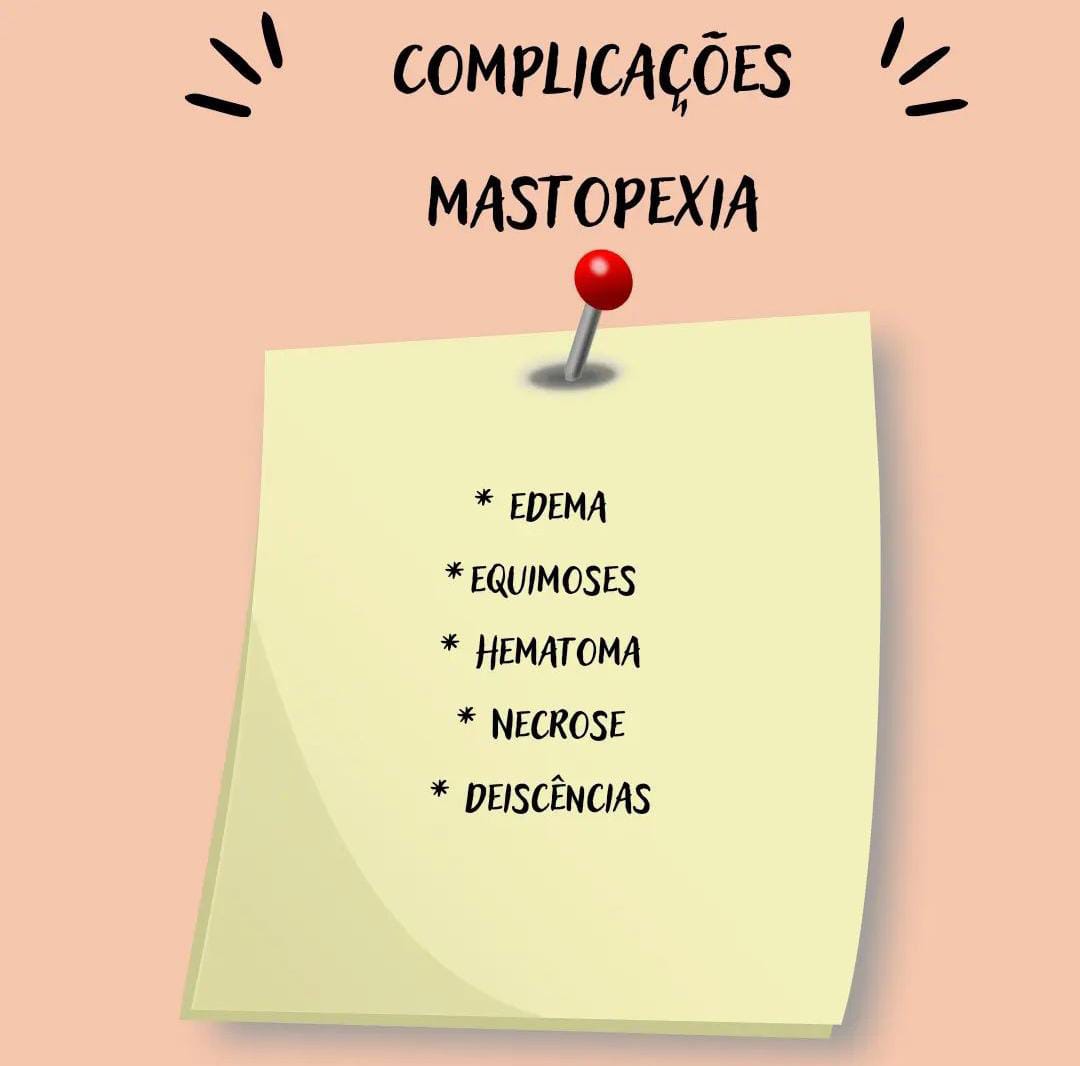 COMPLICAÇÕES
MASTOPEXIA
* EDEMA
* EQUIMOSES
* HEMATOMA
* NECROSE
* DEISCÊNCIAS